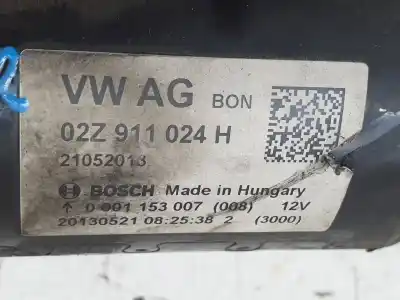 VW AG BON
02Z 911 024 H
21052013
BOSCH Made in Hungary
↑ 0 001 153 007 (008) 12V
20130521 08:25:38 2 (3000)